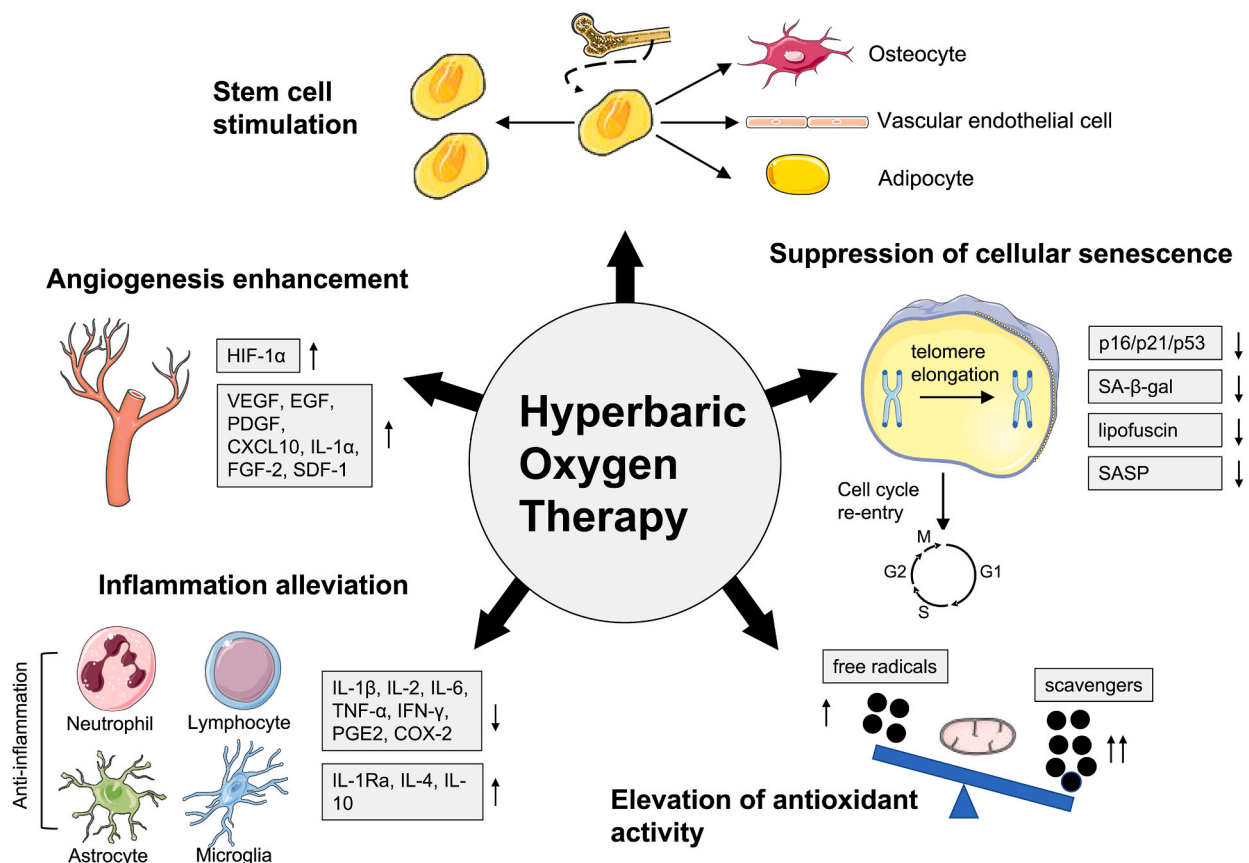 Stem cell
stimulation
Osteocyte
Vascular endothelial cell
Adipocyte
Angiogenesis enhancement
HIF-1α
VEGF, EGF,
PDGF,
CXCL10, IL-1α,
FGF-2, SDF-1
Suppression of cellular senescence
telomere
elongation
p16/p21/p53
SA-β-gal
lipofuscin
SASP
Cell cycle
re-entry
M
G2
G1
S
Hyperbaric
Oxygen
Therapy
Inflammation alleviation
Anti-inflammation
Neutrophil
Lymphocyte
Astrocyte
Microglia
IL-1β, IL-2, IL-6,
TNF-α, IFN-γ,
PGE2, COX-2
IL-1Ra, IL-4, IL-
10
free radicals
scavengers
Elevation of antioxidant
activity